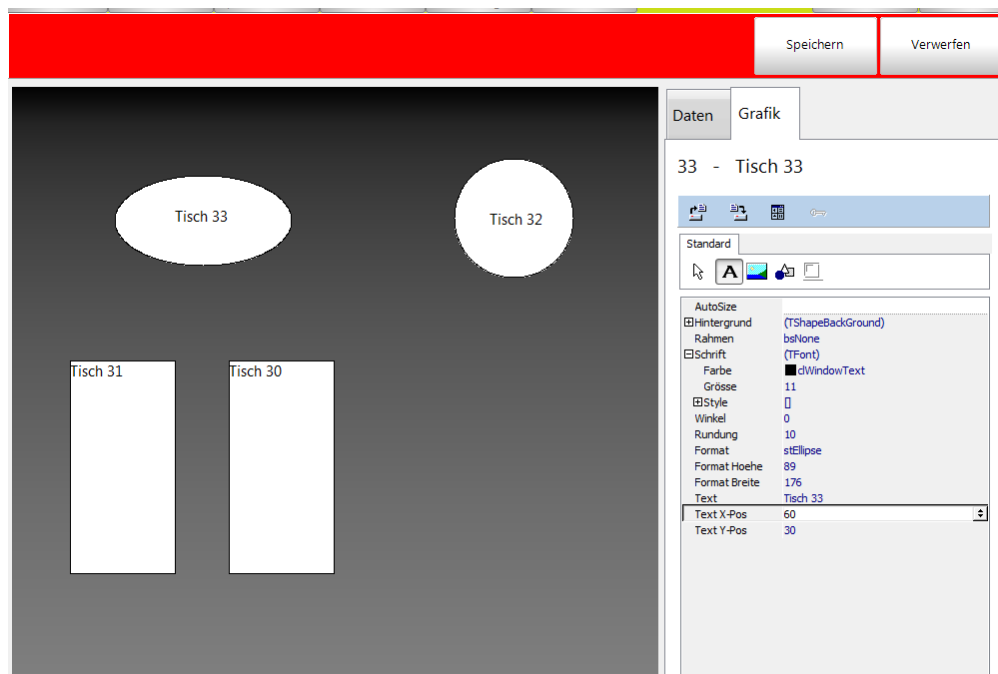 Speichern
Verwerfen
Daten
Grafik
33 - Tisch 33
Standard
A
AutoSize
Hintergrund (TShapeBackGround)
Rahmen bsNone
Schrift (TFont)
Farbe clWindowText
Grösse 11
Style []
Winkel 0
Rundung 10
Format stEllipse
Format Hoehe 89
Format Breite 176
Text Tisch 33
Text X-Pos 60
Text Y-Pos 30
Tisch 33
Tisch 32
Tisch 31
Tisch 30